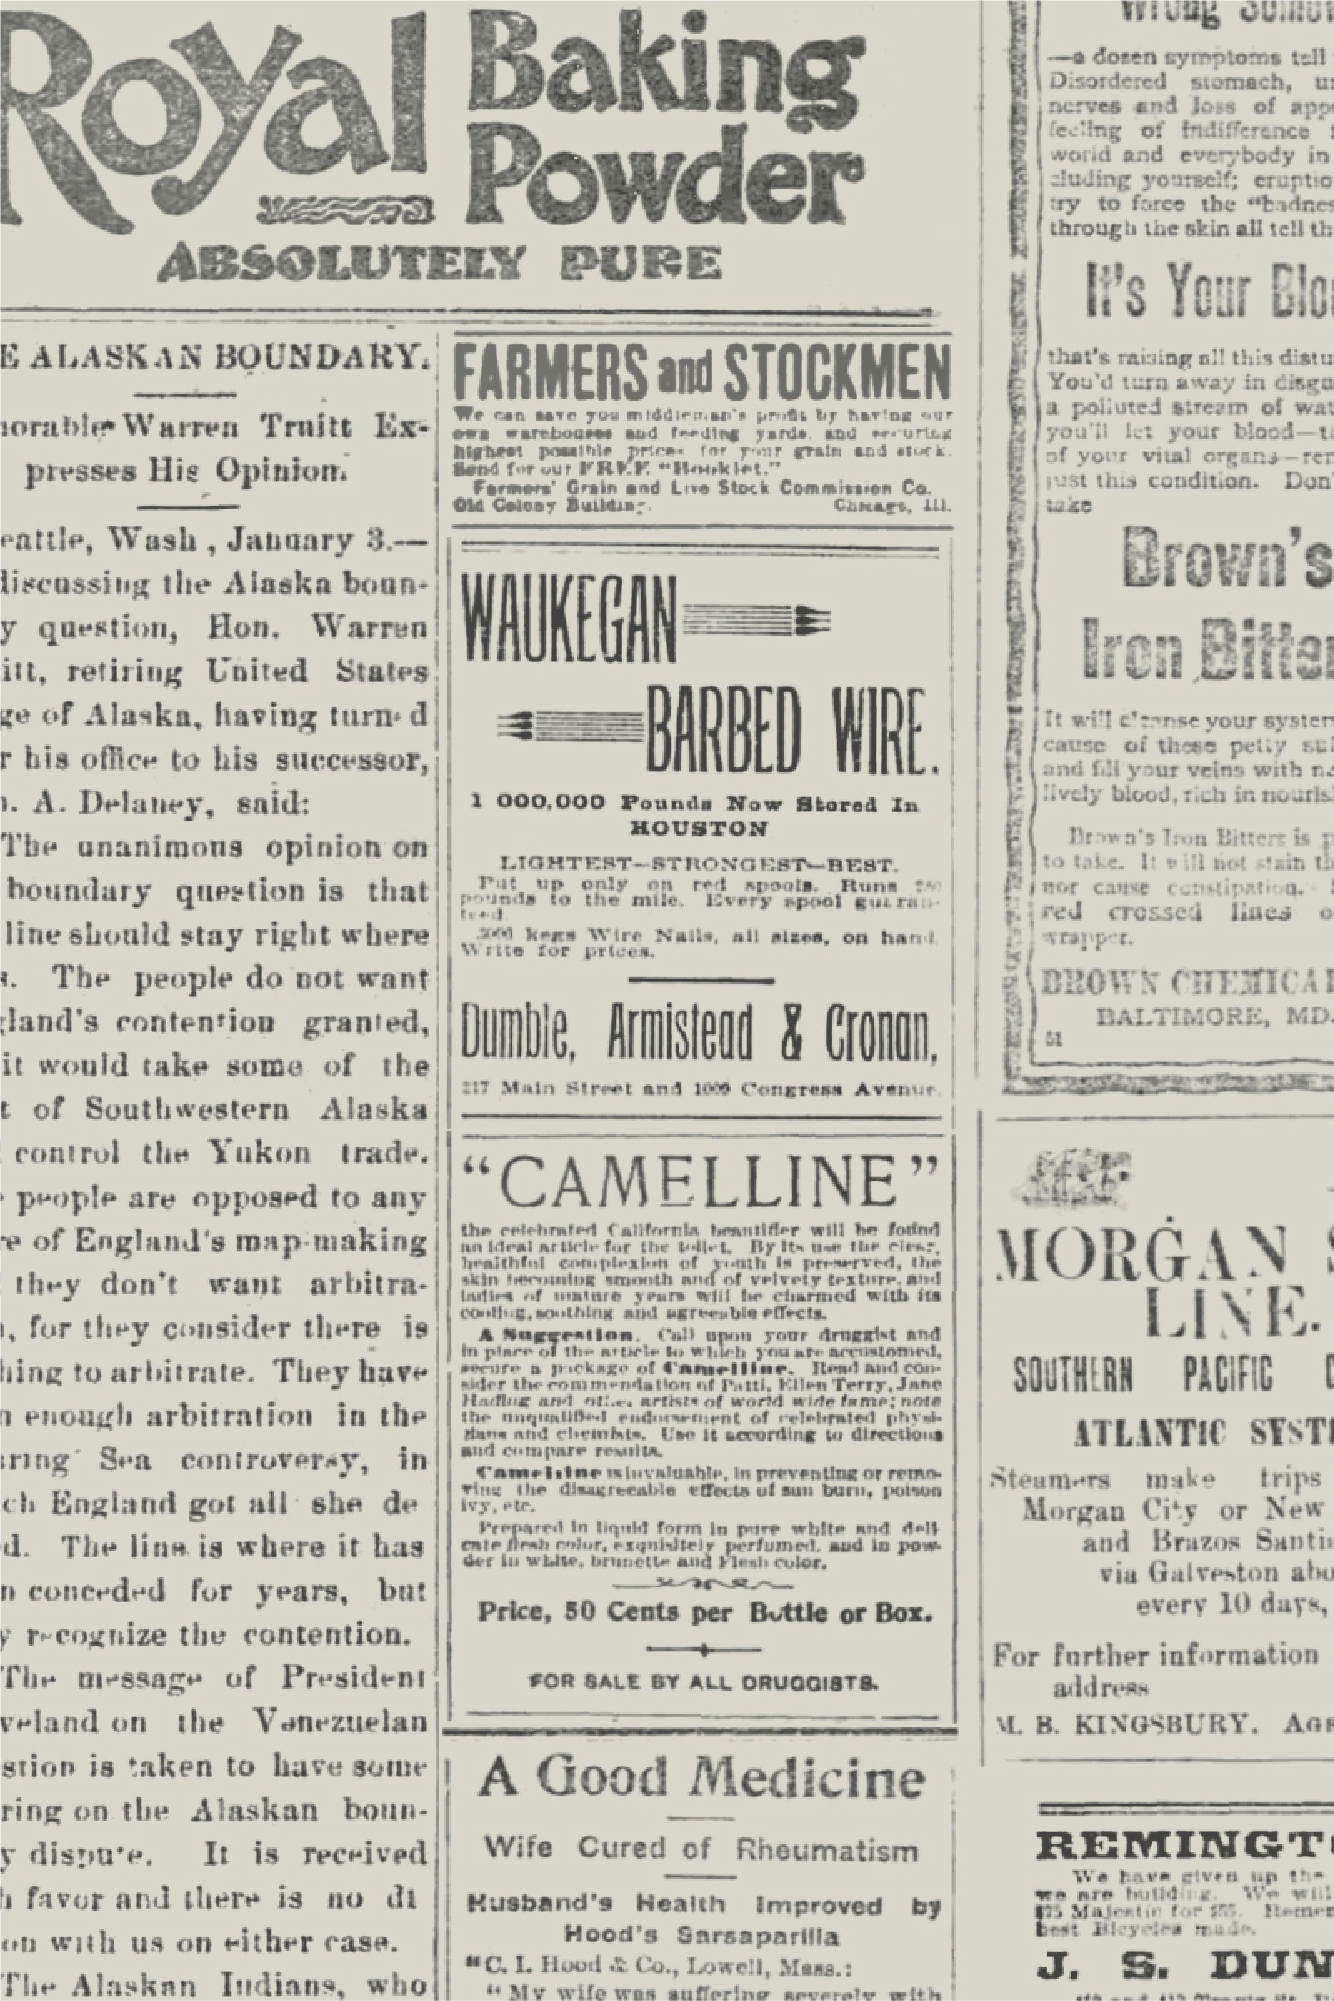 Royal Baking
Powder
ABSOLUTELY PURE
E ALASKAN BOUNDARY.
norable Warren Truitt Ex-
presses His Opinion.
eattle, Wash , January 3.—
discussing the Alaska boun-
y question, Hon. Warren
itt, retiring United States
ge of Alaska, having turn d
r his office to his successor,
. A. Delaney, said:
The unanimous opinion on
boundary question is that
line should stay right where
s. The people do not want
gland's contention granted,
it would take some of the
t of Southwestern Alaska
control the Yukon trade.
people are opposed to any
re of England's map-making
they don't want arbitra-
, for they consider there is
hing to arbitrate. They have
n enough arbitration in the
ring Sea controversy, in
ch England got all she de
d. The line is where it has
n conceded for years, but
y recognize the contention.
The message of President
veland on the Venezuelan
stion is taken to have some
ring on the Alaskan boun-
y dispute. It is received
h favor and there is no di
on with us on either case.
The Alaskan Indians, who
FARMERS and STOCKMEN
We can save you middleman's profit by having our
own warehouses and feeding yards, and securing
highest possible prices for your grain and stock.
Send for our FREE "Booklet."
Farmers' Grain and Live Stock Commission Co.
Old Colony Building. Chicago, Ill.
WAUKEGAN
BARBED WIRE.
1 000,000 Pounds Now Stored In
HOUSTON
LIGHTEST—STRONGEST—BEST.
Put up only on red spools. Runs
pounds to the mile. Every spool guaran-
teed.
kegs Wire Nails, all sizes, on hand.
Write for prices.
Dumble, Armistead & Cronan,
217 Main Street and 1009 Congress Avenue.
"CAMELLINE"
the celebrated California beautifier will be found
an ideal article for the toilet. By its use the clear,
healthful complexion of youth is preserved, the
skin becoming smooth and of velvety texture, and
ladies of mature years will be charmed with its
cooling, soothing and agreeable effects.
A Suggestion. Call upon your druggist and
in place of the article to which you are accustomed,
secure a package of Camelline. Read and con-
sider the commendation of Patti, Ellen Terry, Jane
Hading and other artists of world wide fame; note
the unqualified endorsement of celebrated physi-
cians and chemists. Use it according to directions
and compare results.
Camelline is invaluable, in preventing or remo-
ving the disagreeable effects of sun burn, poison
ivy, etc.
Prepared in liquid form in pure white and deli-
cate flesh color, exquisitely perfumed, and in pow-
der in white, brunette and Flesh color.
Price, 50 Cents per Bottle or Box.
FOR SALE BY ALL DRUGGISTS.
A Good Medicine
Wife Cured of Rheumatism
Husband's Health Improved by
Hood's Sarsaparilla
"C. I. Hood & Co., Lowell, Mass.:
"My wife was suffering severely with
Wrong
—a dozen symptoms tell
Disordered stomach, un
nerves and loss of app
feeling of indifference
world and everybody in
cluding yourself; eruptio
try to force the "badnes
through the skin all tell th
It's Your Bloo
that's raising all this distu
You'd turn away in disgu
a polluted stream of wat
you'll let your blood—t
of your vital organs—ren
just this condition. Don'
take
Brown's
Iron Bitter
It will cleanse your system
cause of these petty su
and fill your veins with n
lively blood, rich in nouris
Brown's Iron Bitters is
to take. It will not stain th
nor cause constipation.
red crossed lines o
wrapper.
BROWN CHEMICAL
BALTIMORE, MD.
51
MORGAN S
LINE.
SOUTHERN PACIFIC C
ATLANTIC SYST
Steamers make trips
Morgan City or New
and Brazos Santi
via Galveston abo
every 10 days,
For further information
address
M. B. KINGSBURY. AG
REMINGT
We have given up the
we are building. We will
$75 Majestic for $55. Remem
best Bicycles made.
J. S. DUN